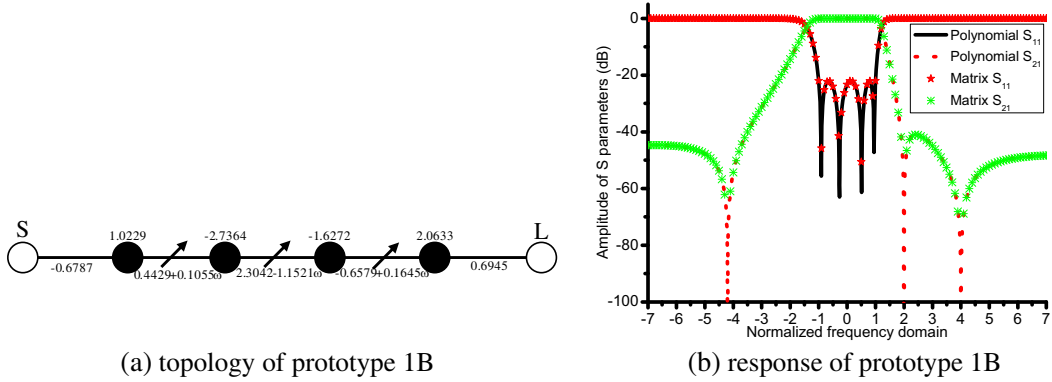 S
L
1.0229
-2.7364
-1.6272
2.0633
-0.6787
0.4429+0.1055ω
2.3042-1.1521ω
-0.6579+0.1645ω
0.6945
(a) topology of prototype 1B
Amplitude of S parameters (dB)
0
-20
-40
-60
-80
-100
Polynomial S11
Polynomial S21
Matrix S11
Matrix S21
-7 -6 -5 -4 -3 -2 -1 0 1 2 3 4 5 6 7
Normalized frequency domain
(b) response of prototype 1B